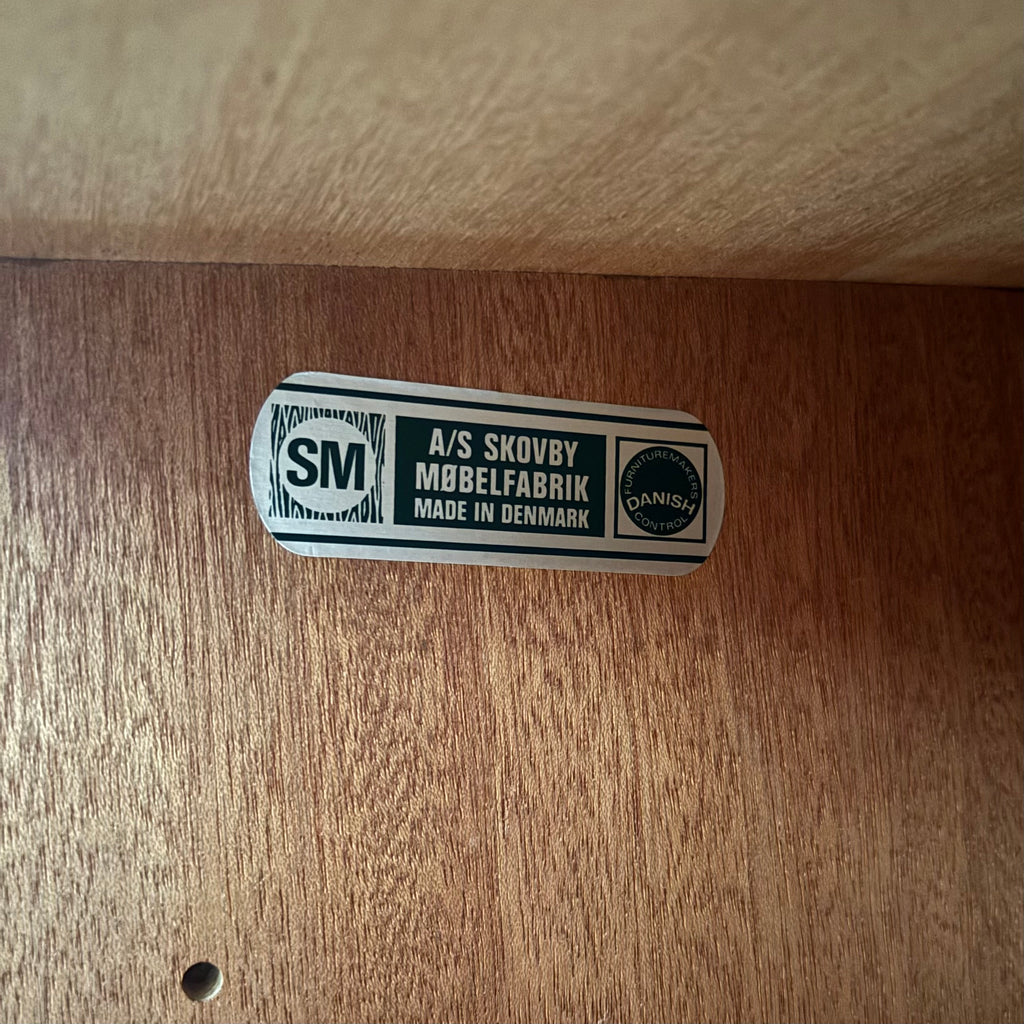 SM
A/S SKOVBY
MØBELFABRIK
MADE IN DENMARK
FURNITUREMAKERS
DANISH
CONTROL